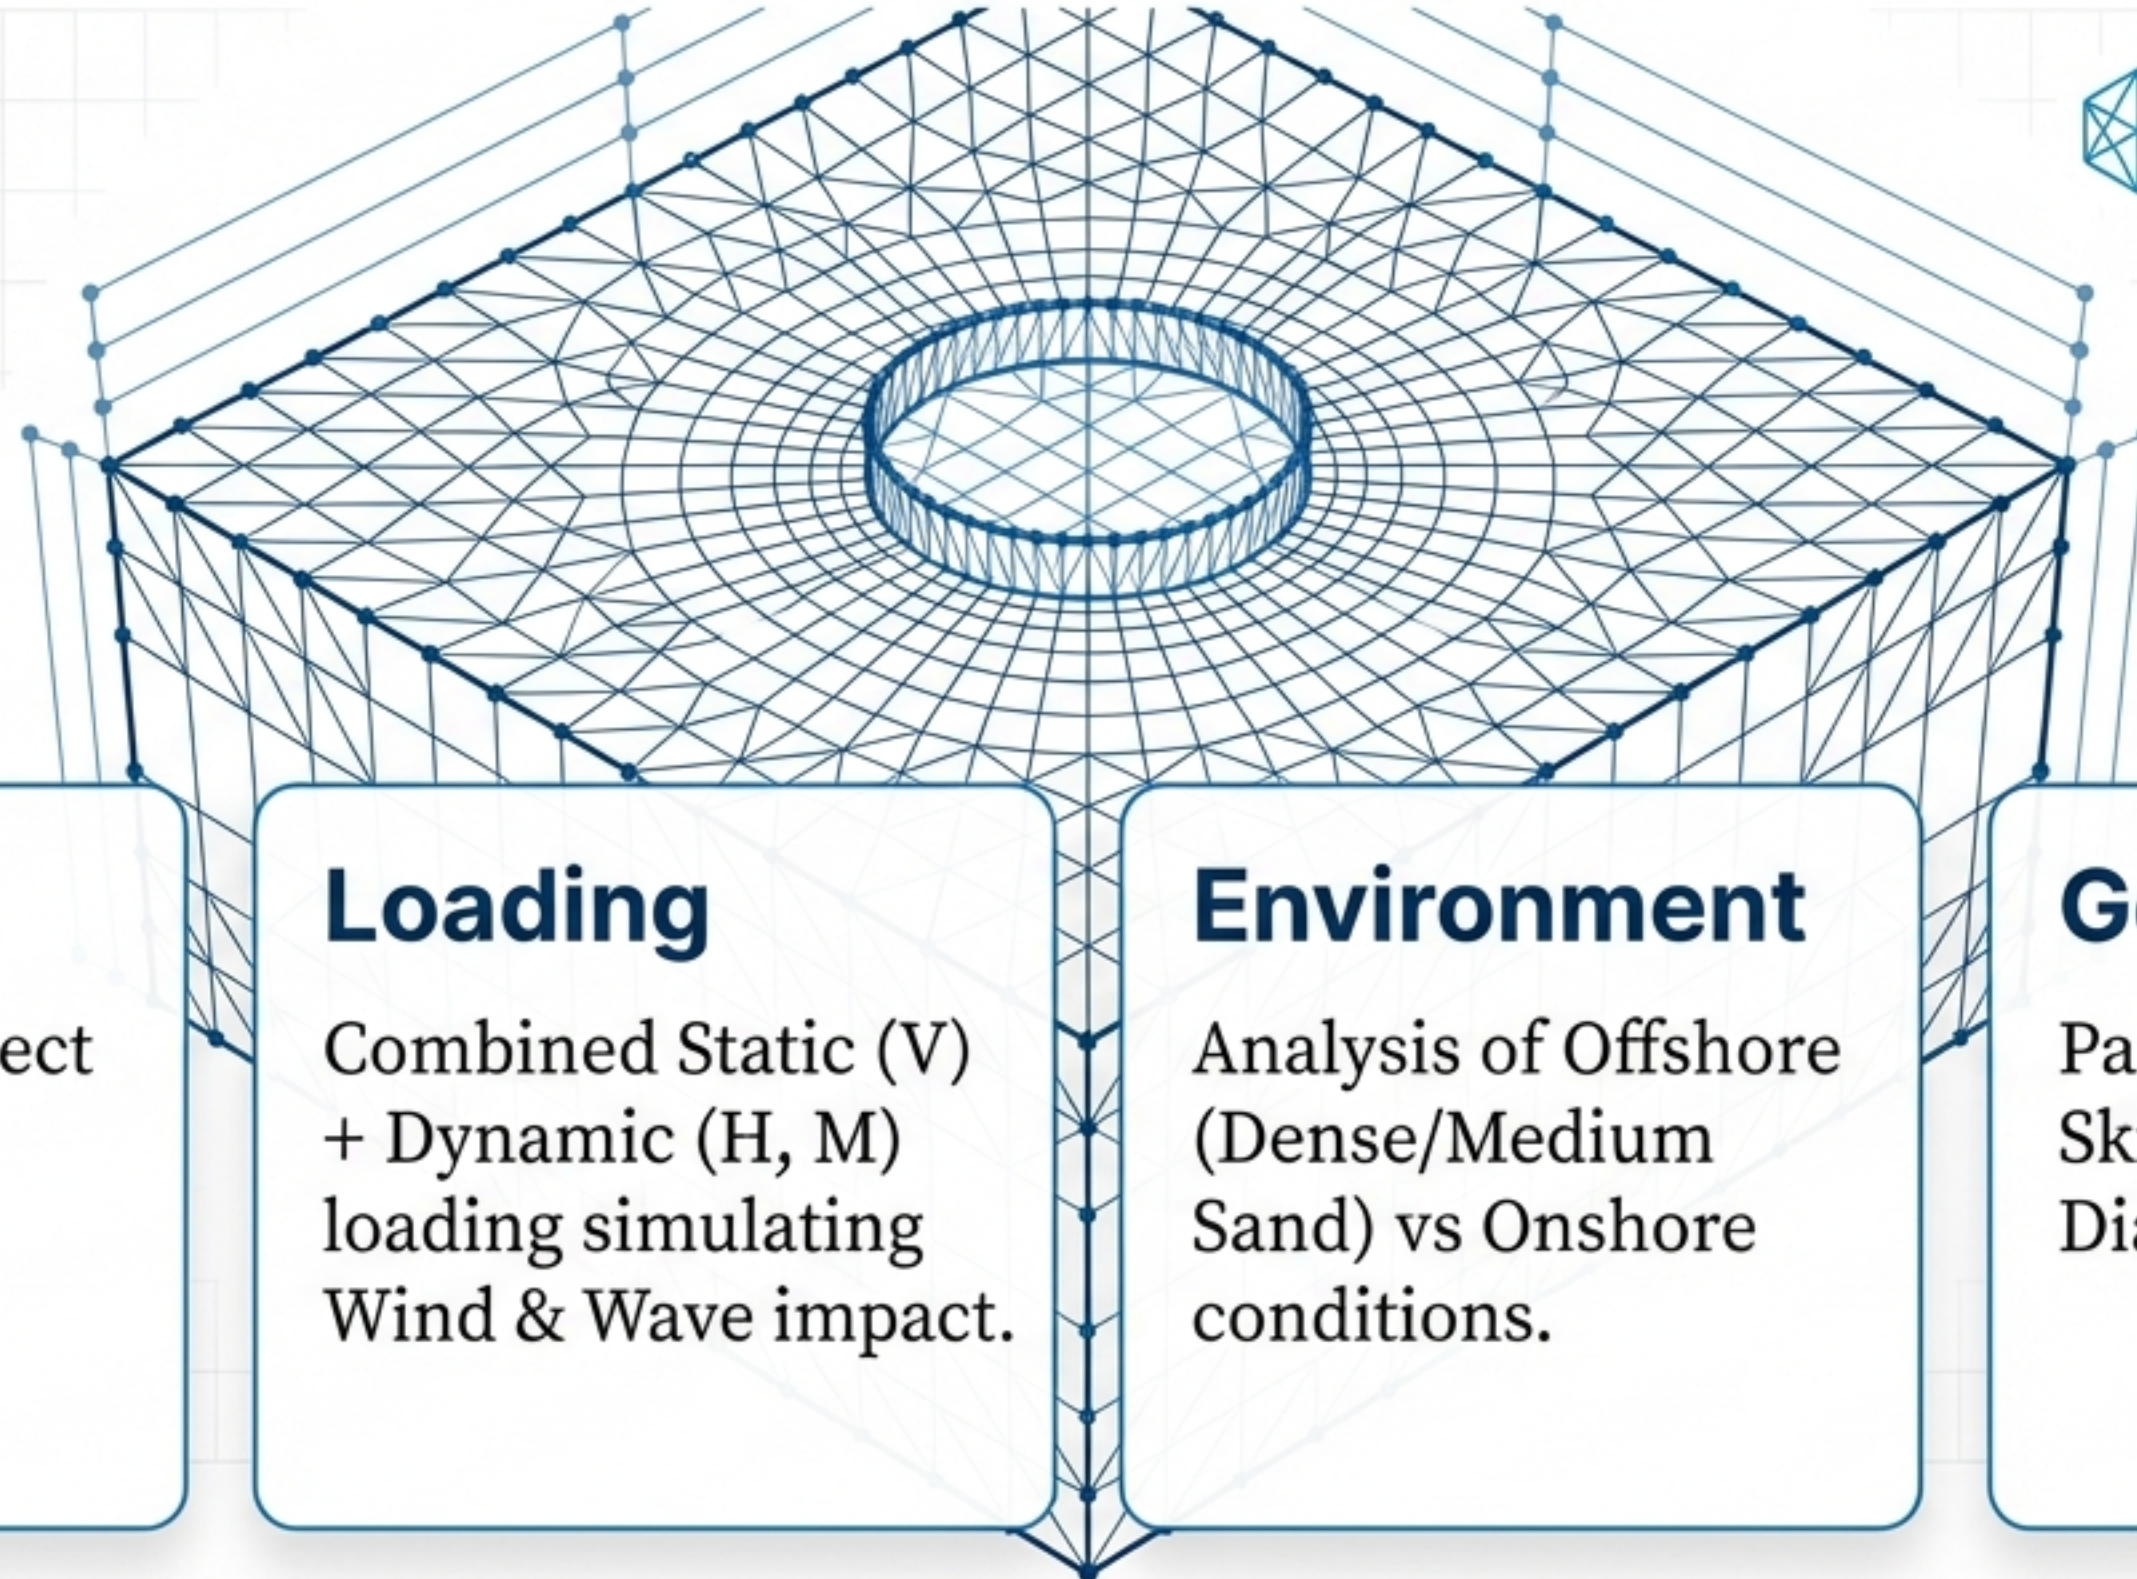 ect
Loading
Combined Static (V)
+ Dynamic (H, M)
loading simulating
Wind & Wave impact.
Environment
Analysis of Offshore
(Dense/Medium
Sand) vs Onshore
conditions.